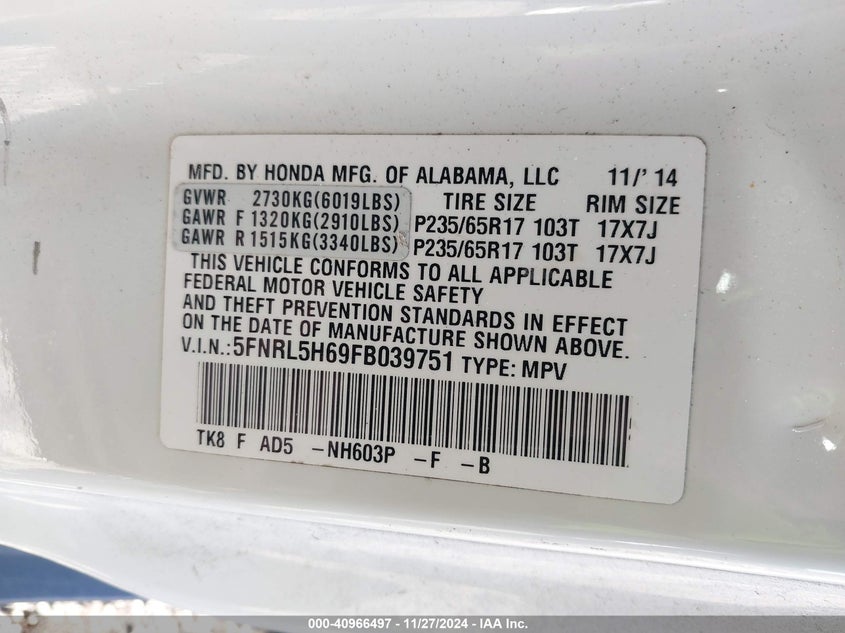 MFD. BY HONDA MFG. OF ALABAMA, LLC 11/' 14
GVWR 2730KG(6019LBS) TIRE SIZE RIM SIZE
GAWR F 1320KG(2910LBS) P235/65R17 103T 17X7J
GAWR R 1515KG(3340LBS) P235/65R17 103T 17X7J
THIS VEHICLE CONFORMS TO ALL APPLICABLE
FEDERAL MOTOR VEHICLE SAFETY
AND THEFT PREVENTION STANDARDS IN EFFECT
ON THE DATE OF MANUFACTURE SHOWN ABOVE.
V.I.N.:5FNRL5H69FB039751 TYPE: MPV
TK8 F AD5 -NH603P -F -B
000-40966497 - 11/27/2024 - IAA Inc.